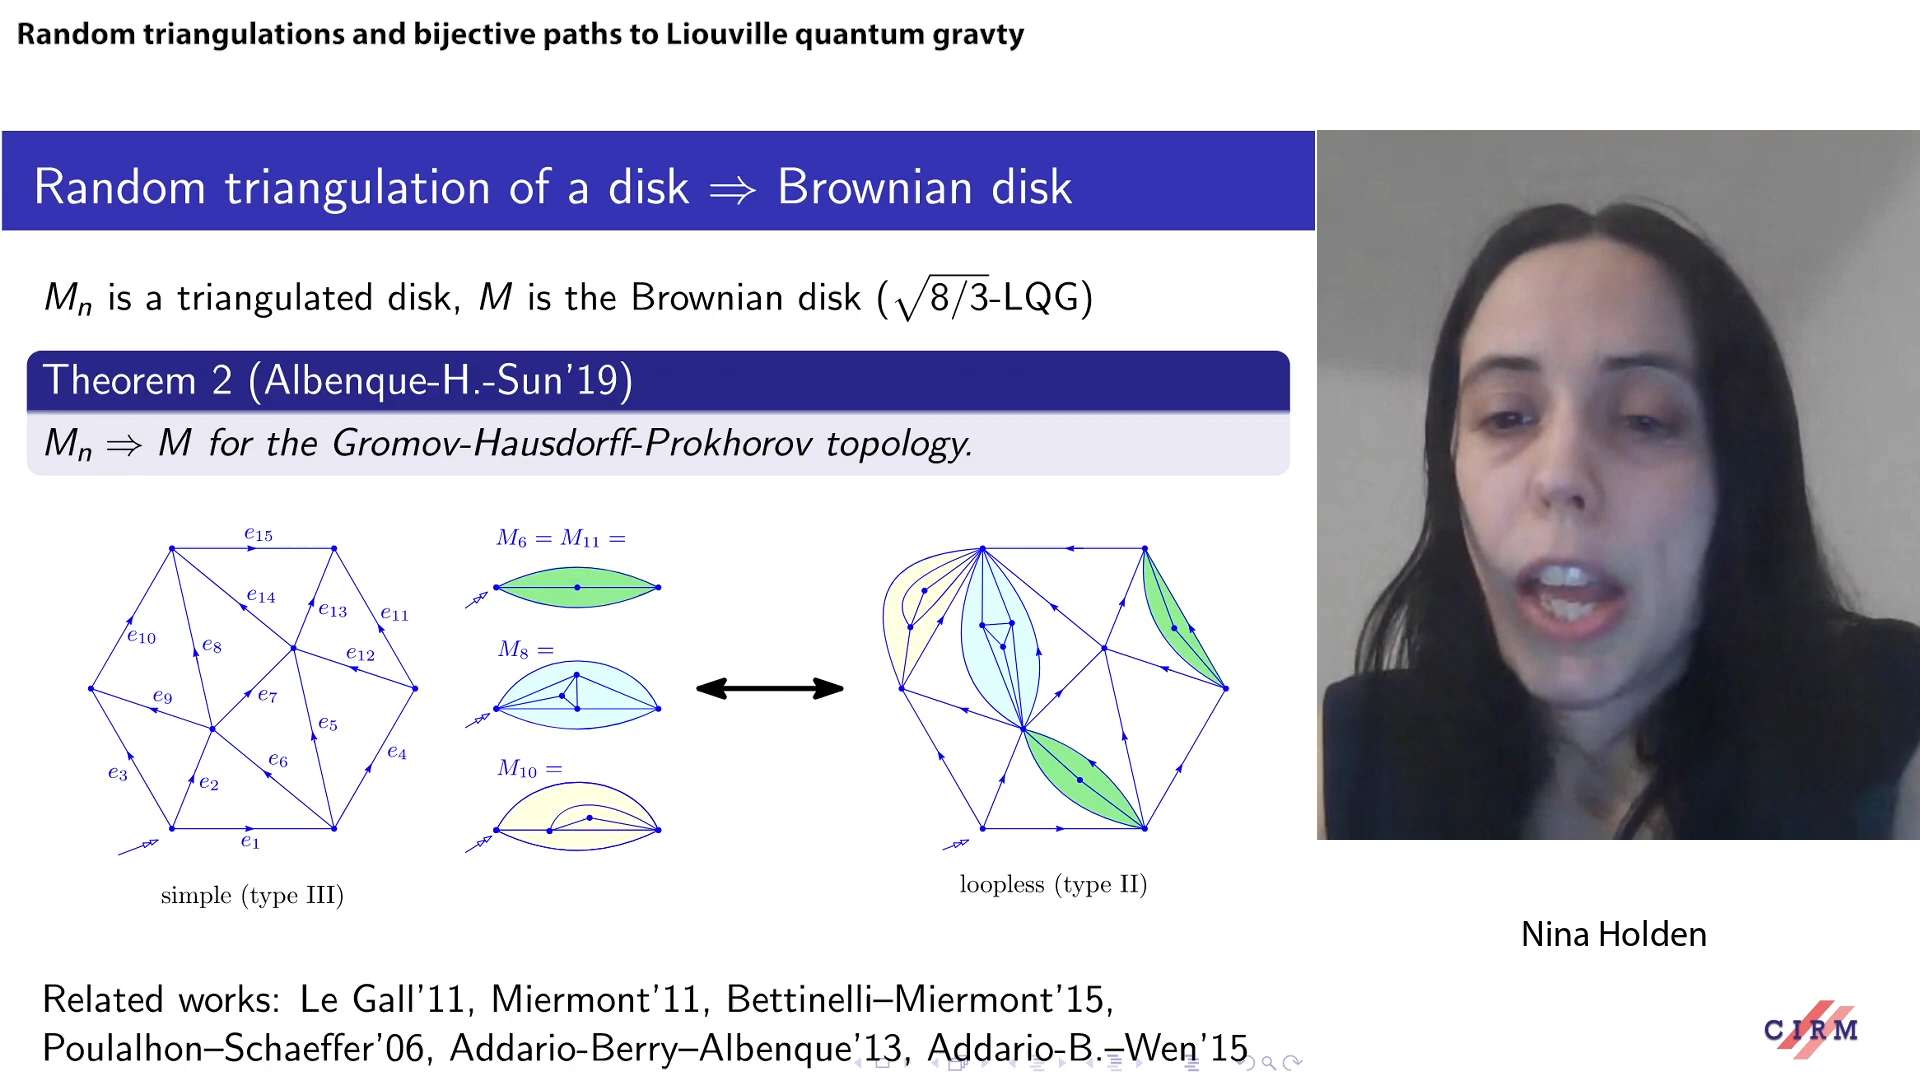 Random triangulations and bijective paths to Liouville quantum gravty
Random triangulation of a disk ⇒ Brownian disk
Mₙ is a triangulated disk, M is the Brownian disk (√8/3-LQG)
Theorem 2 (Albenque-H.-Sun'19)
Mₙ ⇒ M for the Gromov-Hausdorff-Prokhorov topology.
e₁₅
e₁₄
e₁₃
e₁₁
e₁₀
e₈
e₁₂
e₉
e₇
e₅
e₃
e₂
e₆
e₄
e₁
simple (type III)
M₆ = M₁₁ =
M₈ =
M₁₀ =
loopless (type II)
Nina Holden
Related works: Le Gall'11, Miermont'11, Bettinelli–Miermont'15,
Poulalhon–Schaeffer'06, Addario-Berry–Albenque'13, Addario-B.–Wen'15
CIRM